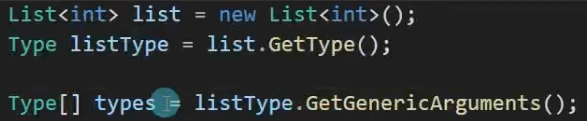 List<int> list = new List<int>();
Type listType = list.GetType();
Type[] types = listType.GetGenericArguments();